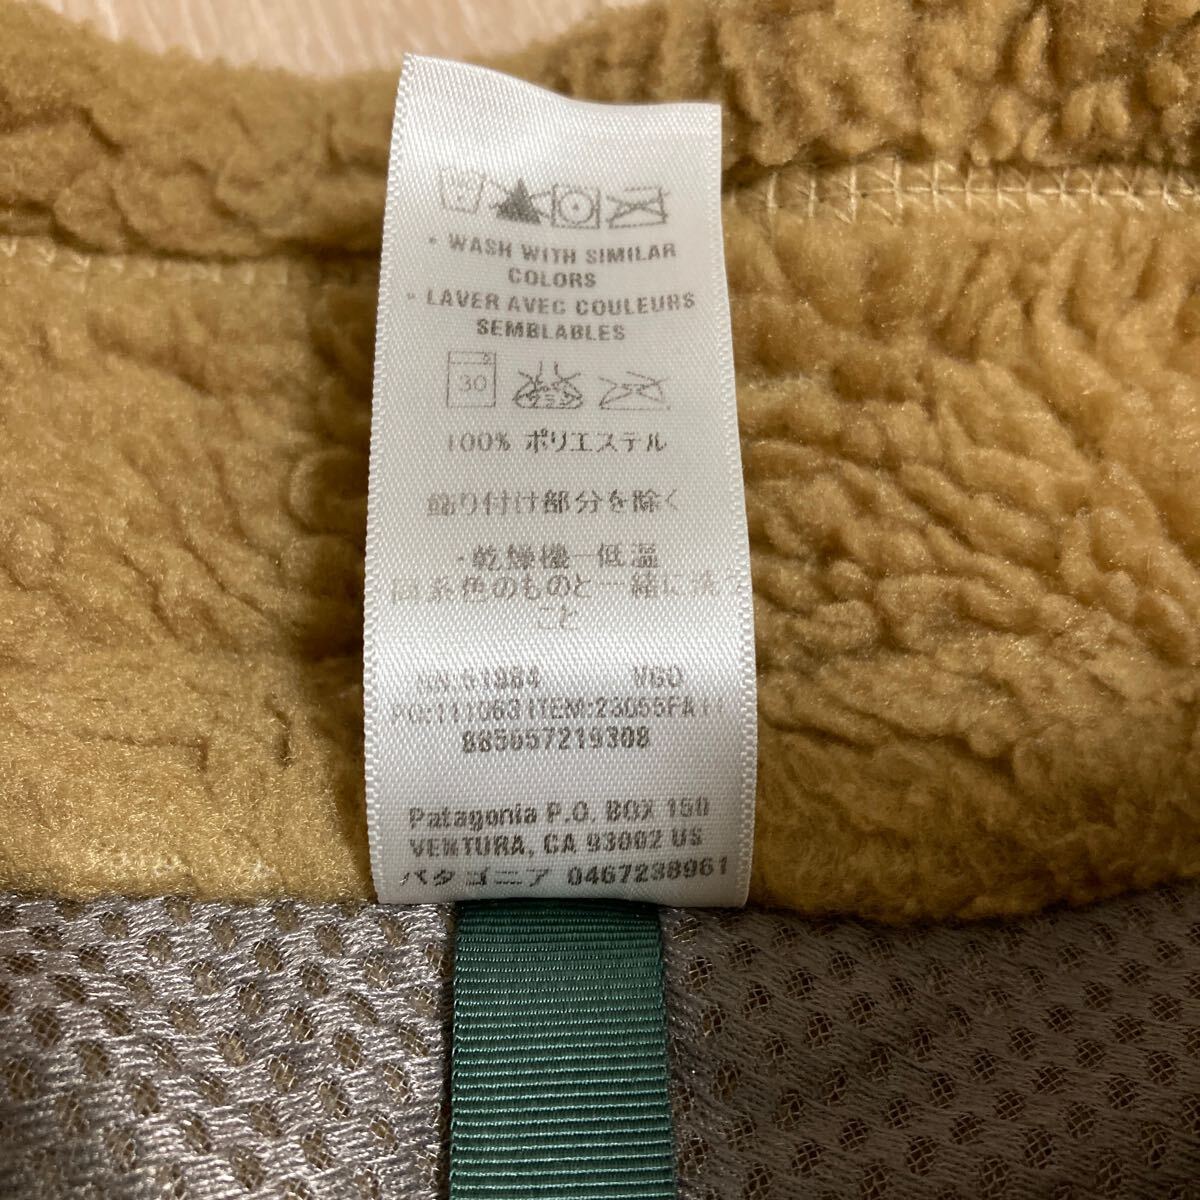 • WASH WITH SIMILAR
COLORS
• LAVER AVEC COULEURS
SEMBLABLES
30
100% ポリエステル
飾り付け部分を除く
・乾燥機ー低温
同系色のものと一緒に洗う
こと
RN:51884 VGO
PO:111063 ITEM:23055FA11
885657219308
Patagonia P.O. BOX 150
VENTURA, CA 93002 US
パタゴニア 0467238961